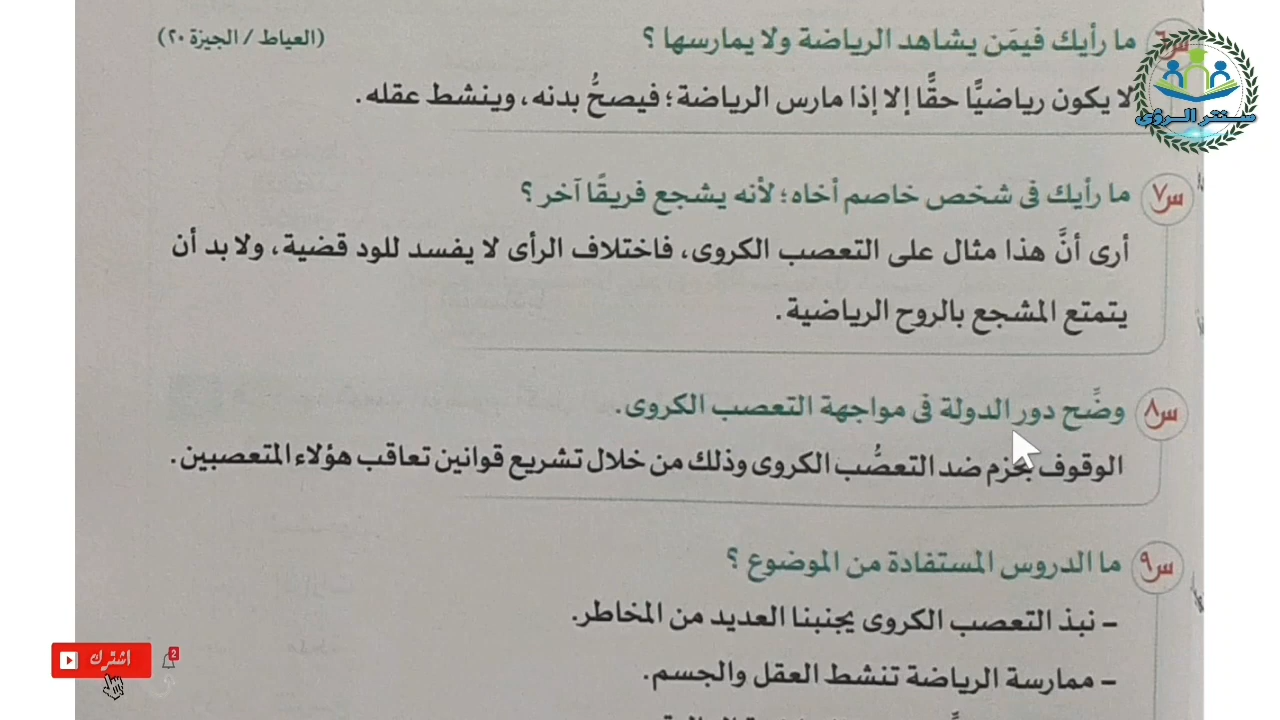 س٦ ما رأيك فيمَن يشاهد الرياضة ولا يمارسها ؟ (العياط / الجيزة ٢٠)
لا يكون رياضيًّا حقًّا إلا إذا مارس الرياضة؛ فيصحُّ بدنه، وينشط عقله.
سنتر الرؤى
س٧ ما رأيك فى شخص خاصم أخاه؛ لأنه يشجع فريقًا آخر ؟
أرى أنَّ هذا مثال على التعصب الكروى، فاختلاف الرأى لا يفسد للود قضية، ولا بد أن
يتمتع المشجع بالروح الرياضية.
س٨ وضِّح دور الدولة فى مواجهة التعصب الكروى.
الوقوف بحزم ضد التعصُّب الكروى وذلك من خلال تشريع قوانين تعاقب هؤلاء المتعصبين.
س٩ ما الدروس المستفادة من الموضوع ؟
- نبذ التعصب الكروى يجنبنا العديد من المخاطر.
- ممارسة الرياضة تنشط العقل والجسم.
اشترك
2